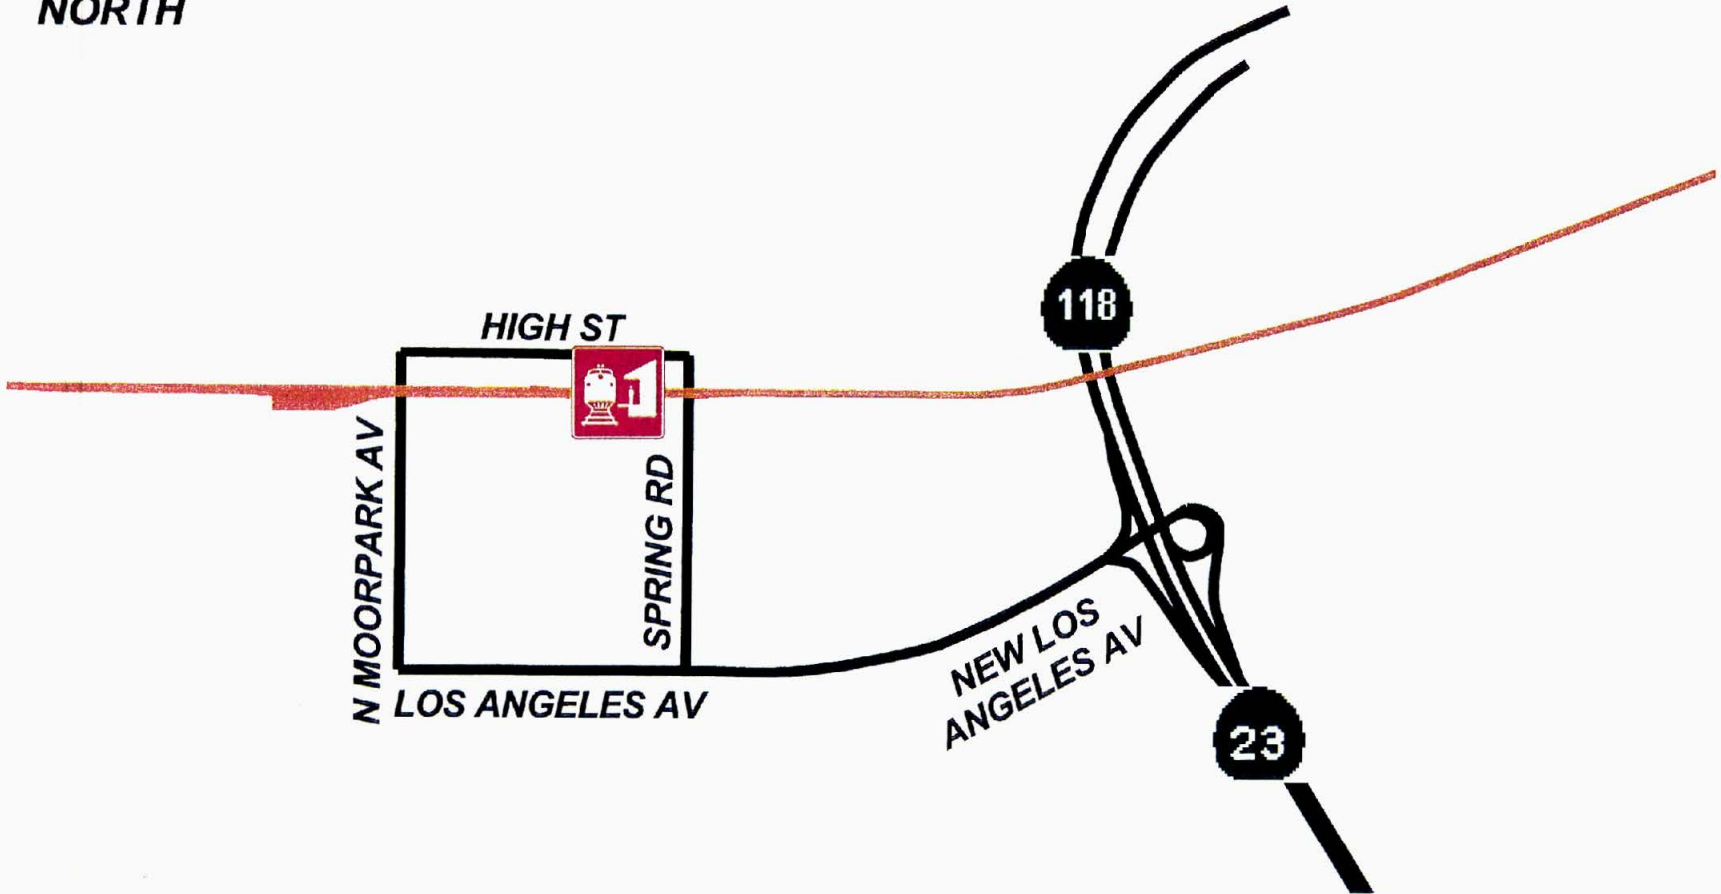 NORTH
118
HIGH ST
N MOORPARK AV
SPRING RD
NEW LOS
ANGELES AV
LOS ANGELES AV
23